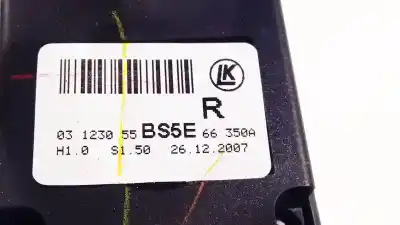 LK
R
03 1230 55 BS5E 66 350A
H1.0 S1.50 26.12.2007